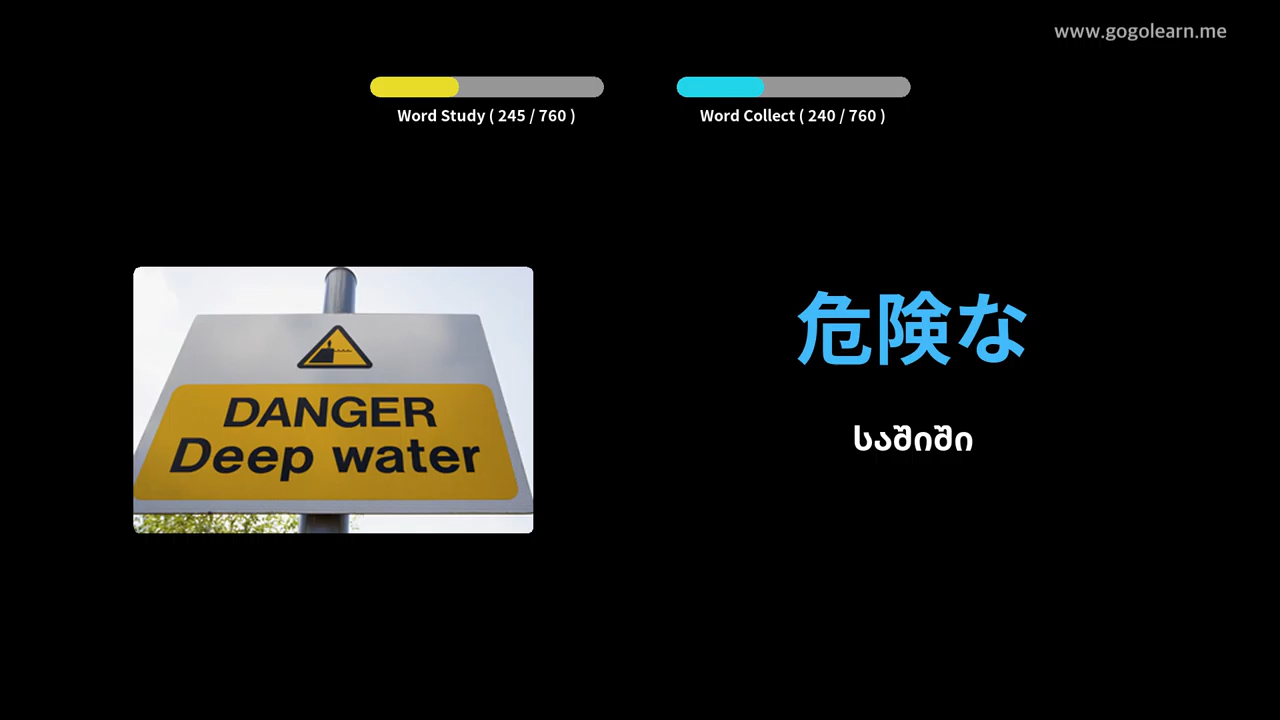 www.gogolearn.me
Word Study ( 245 / 760 )
Word Collect ( 240 / 760 )
DANGER
Deep water
危険な
საშიში